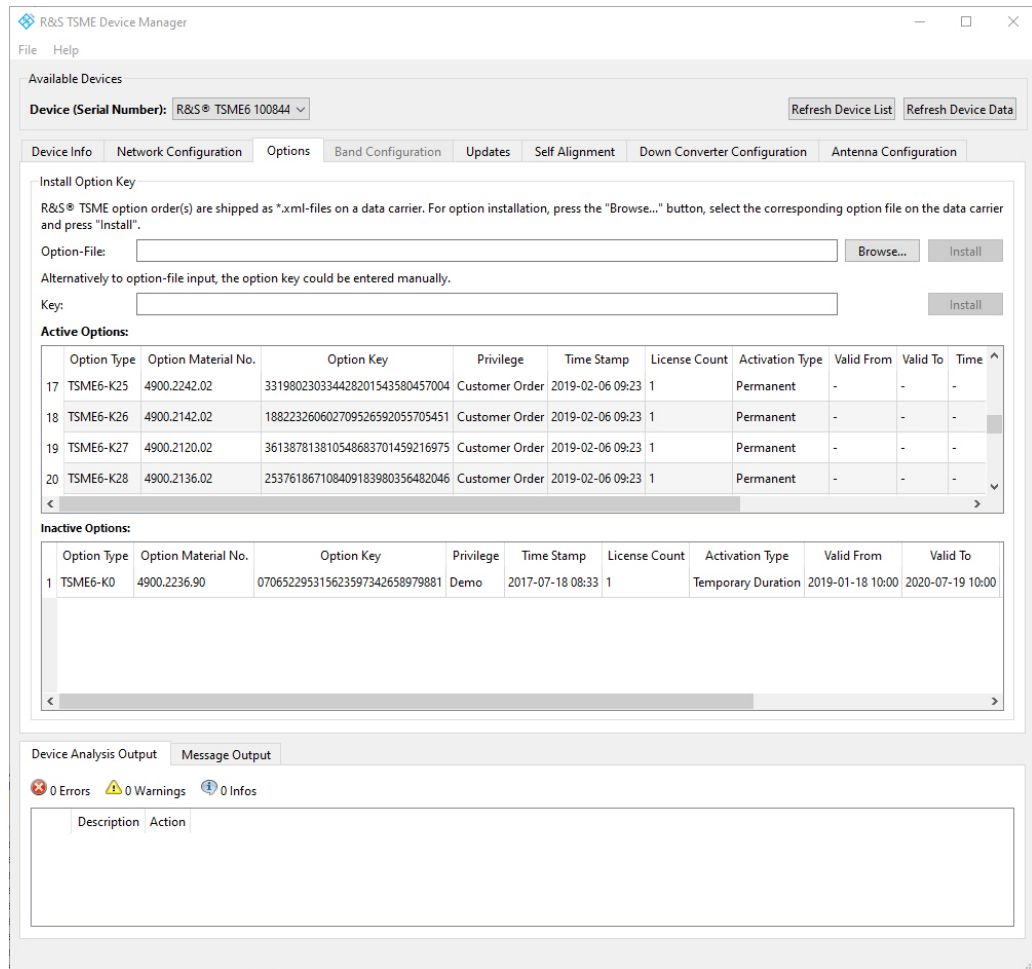 R&S TSME Device Manager
File Help
Available Devices
Device (Serial Number): R&S® TSME6 100844 Refresh Device List Refresh Device Data
Device Info Network Configuration Options Band Configuration Updates Self Alignment Down Converter Configuration Antenna Configuration
Install Option Key
R&S® TSME option order(s) are shipped as *.xml-files on a data carrier. For option installation, press the "Browse..." button, select the corresponding option file on the data carrier
and press "Install".
Option-File: Browse... Install
Alternatively to option-file input, the option key could be entered manually.
Key: Install
Active Options:
Option Type Option Material No. Option Key Privilege Time Stamp License Count Activation Type Valid From Valid To Time
17 TSME6-K25 4900.2242.02 331980230334428201543580457004 Customer Order 2019-02-06 09:23 1 Permanent - - -
18 TSME6-K26 4900.2142.02 188223260602709526592055705451 Customer Order 2019-02-06 09:23 1 Permanent - - -
19 TSME6-K27 4900.2120.02 361387813810548683701459216975 Customer Order 2019-02-06 09:23 1 Permanent - - -
20 TSME6-K28 4900.2136.02 253761867108409183980356482046 Customer Order 2019-02-06 09:23 1 Permanent - - -
Inactive Options:
Option Type Option Material No. Option Key Privilege Time Stamp License Count Activation Type Valid From Valid To
1 TSME6-K0 4900.2236.90 070652295315623597342658979881 Demo 2017-07-18 08:33 1 Temporary Duration 2019-01-18 10:00 2020-07-19 10:00
Device Analysis Output Message Output
0 Errors 0 Warnings 0 Infos
Description Action